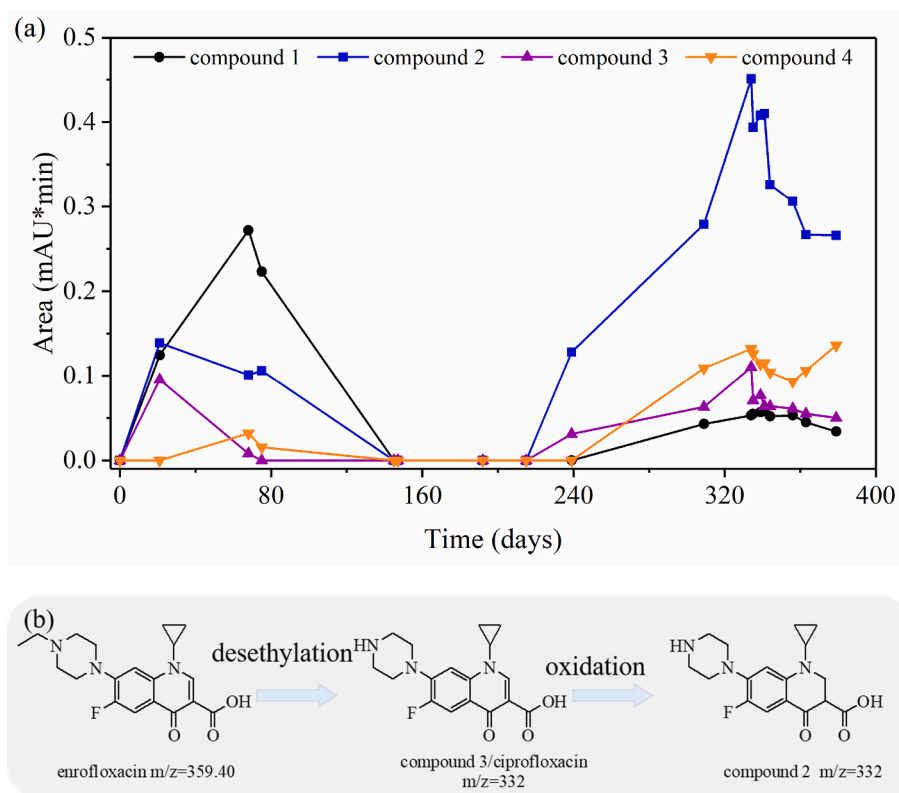 (a)
compound 1 compound 2 compound 3 compound 4
Area (mAU*min)
0.5
0.4
0.3
0.2
0.1
0.0
0 80 160 240 320 400
Time (days)
(b)
desethylation
oxidation
N
N
N
F
O
O
OH
HN
N
N
F
O
O
OH
HN
N
N
F
O
O
OH
enrofloxacin m/z=359.40
compound 3/ciprofloxacin
m/z=332
compound 2 m/z=332